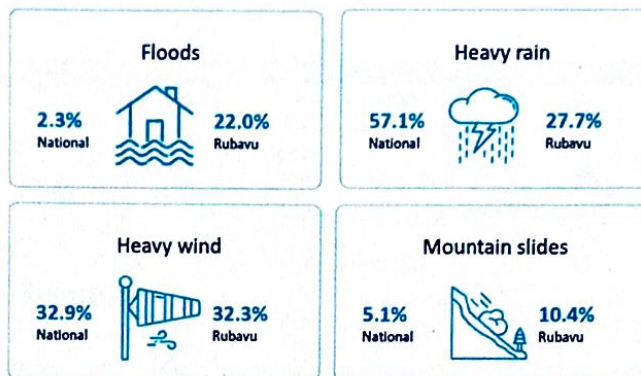 Floods
2.3%
National
22.0%
Rubavu
Heavy rain
57.1%
National
27.7%
Rubavu
Heavy wind
32.9%
National
32.3%
Rubavu
Mountain slides
5.1%
National
10.4%
Rubavu